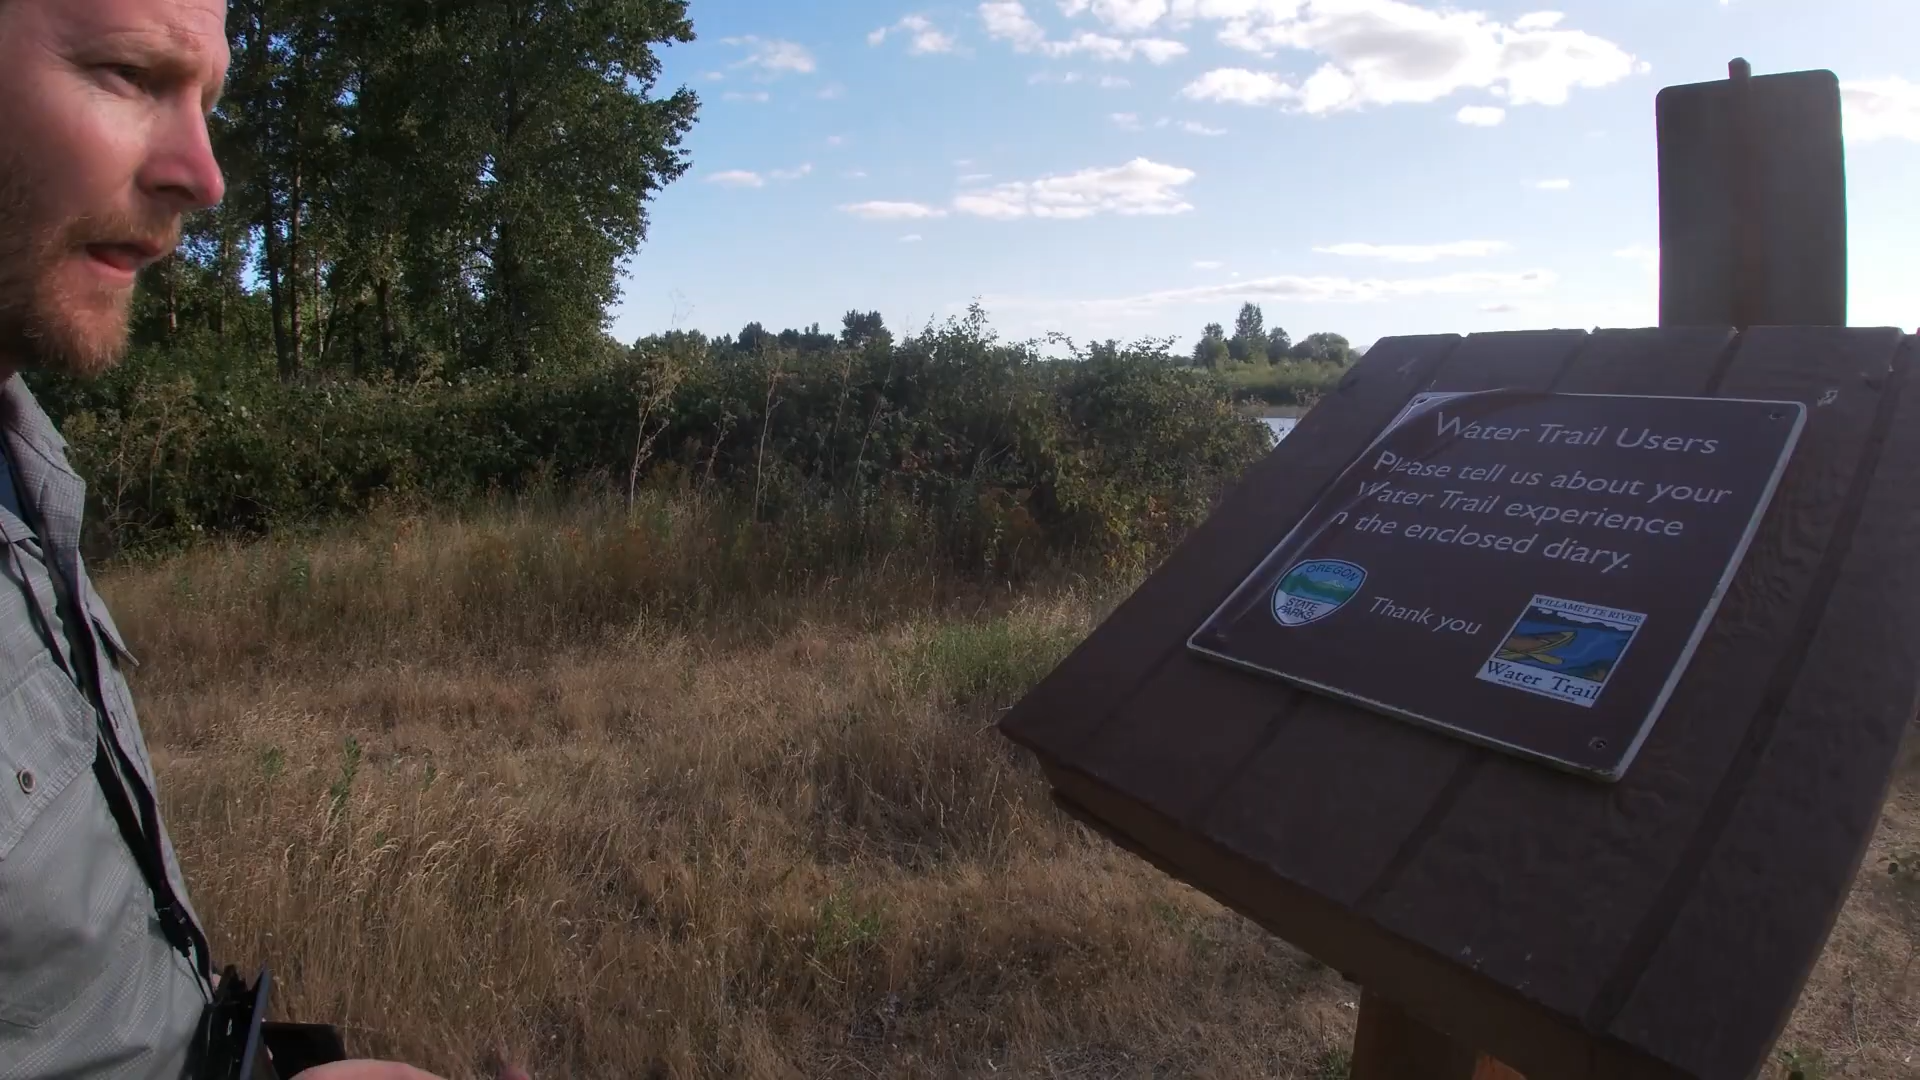 Water Trail Users
Please tell us about your
Water Trail experience
n the enclosed diary.
OREGON
STATE
PARKS
Thank you
WILLAMETTE RIVER
Water Trail